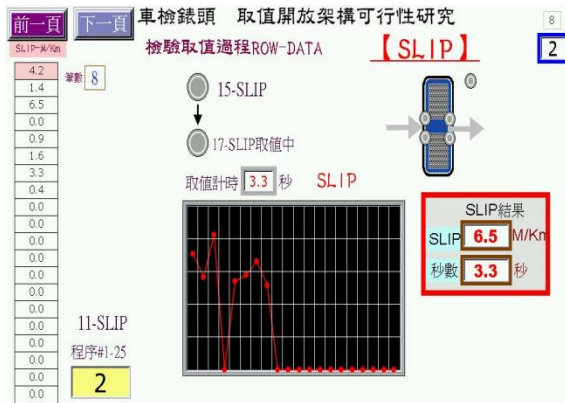 前一頁 下一頁 車檢錶頭 取值開放架構可行性研究 8
SLIP-M/Km 檢驗取值過程ROW-DATA 【SLIP】 2
4.2 筆數 8
1.4
6.5
0.0
0.9
1.6
3.3
0.4
0.0
0.0
0.0
0.0
0.0
0.0
0.0
0.0
0.0
0.0
0.0
0.0
15-SLIP
17-SLIP取值中
取值計時 3.3 秒 SLIP
SLIP結果
SLIP 6.5 M/Km
秒數 3.3 秒
11-SLIP
程序#1-25
2